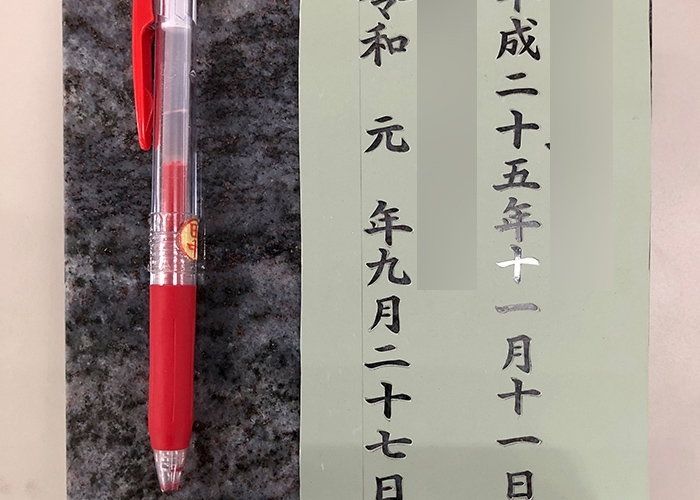 平成二十五年十一月十一日
令和 元 年九月二十七日